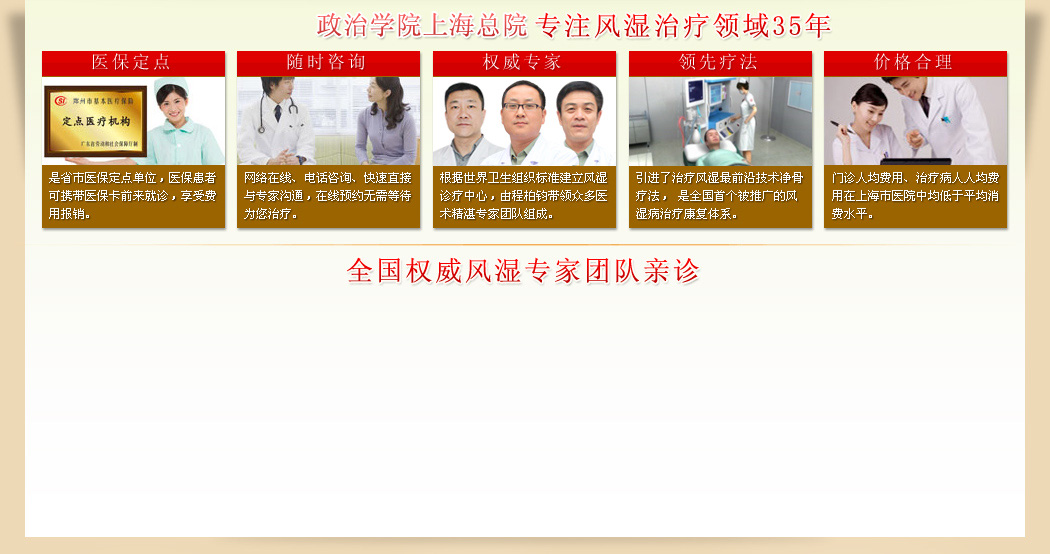 政治学院上海总院 专注风湿治疗领域35年
医保定点
随时咨询
权威专家
领先疗法
价格合理
郑州市基本医疗保险
定点医疗机构
广东省劳动和社会保障厅制
是省市医保定点单位，医保患者
可携带医保卡前来就诊，享受费
用报销。
网络在线、电话咨询、快速直接
与专家沟通，在线预约无需等待
为您治疗。
根据世界卫生组织标准建立风湿
诊疗中心，由程相钧带领众多医
术精湛专家团队组成。
引进了治疗风湿最前沿技术诤骨
疗法， 是全国首个被推广的风
湿病治疗康复体系。
门诊人均费用、治疗病人人均费
用在上海市医院中均低于平均消
费水平。
全国权威风湿专家团队亲诊